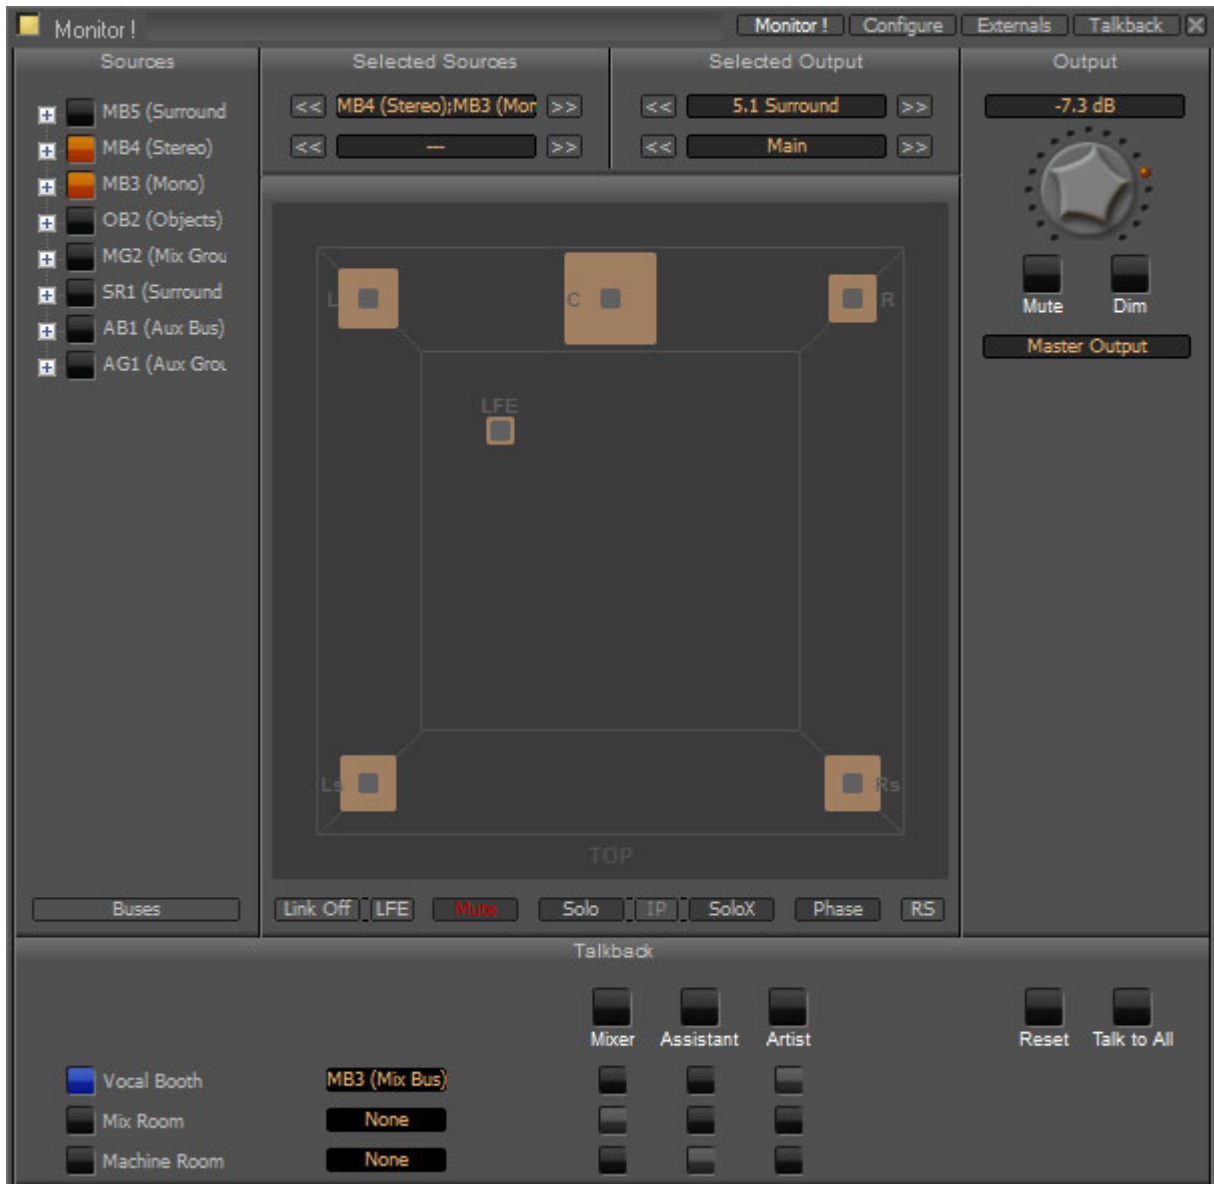 Monitor !
Monitor ! Configure Externals Talkback X
Sources
Selected Sources
Selected Output
Output
MB5 (Surround
MB4 (Stereo)
MB3 (Mono)
OB2 (Objects)
MG2 (Mix Grou
SR1 (Surround
AB1 (Aux Bus)
AG1 (Aux Grou
Buses
<< MB4 (Stereo);MB3 (Mor >>
<< --- >>
<< 5.1 Surround >>
<< Main >>
-7.3 dB
Mute Dim
Master Output
L C R
LFE
Ls Rs
TOP
Link Off LFE Mute Solo IP SoloX Phase RS
Talkback
Mixer Assistant Artist Reset Talk to All
Vocal Booth MB3 (Mix Bus)
Mix Room None
Machine Room None